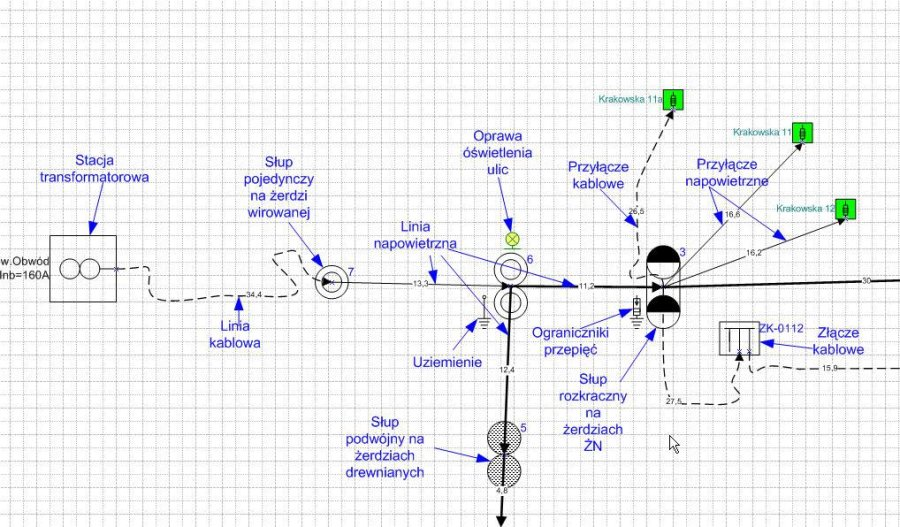 Krakowska 11a
Krakowska 11
Krakowska 12
Stacja
transformatorowa
Słup
pojedynczy
na żerdzi
wirowanej
Oprawa
óświetlenia
ulic
Przyłącze
kablowe
Przyłącza
napowietrzne
Linia
napowietrzna
w.Obwód
Inb=160A
34,4
7
13,3
6
11,2
26,5
3
16,6
16,2
30
Linia
kablowa
Uziemienie
Ograniczniki
przepięć
ZK-0112
Złącze
kablowe
12,4
15,9
27,5
Słup
rozkraczny
na
żerdziach
ŻN
Słup
podwójny na
żerdziach
drewnianych
5
4,8